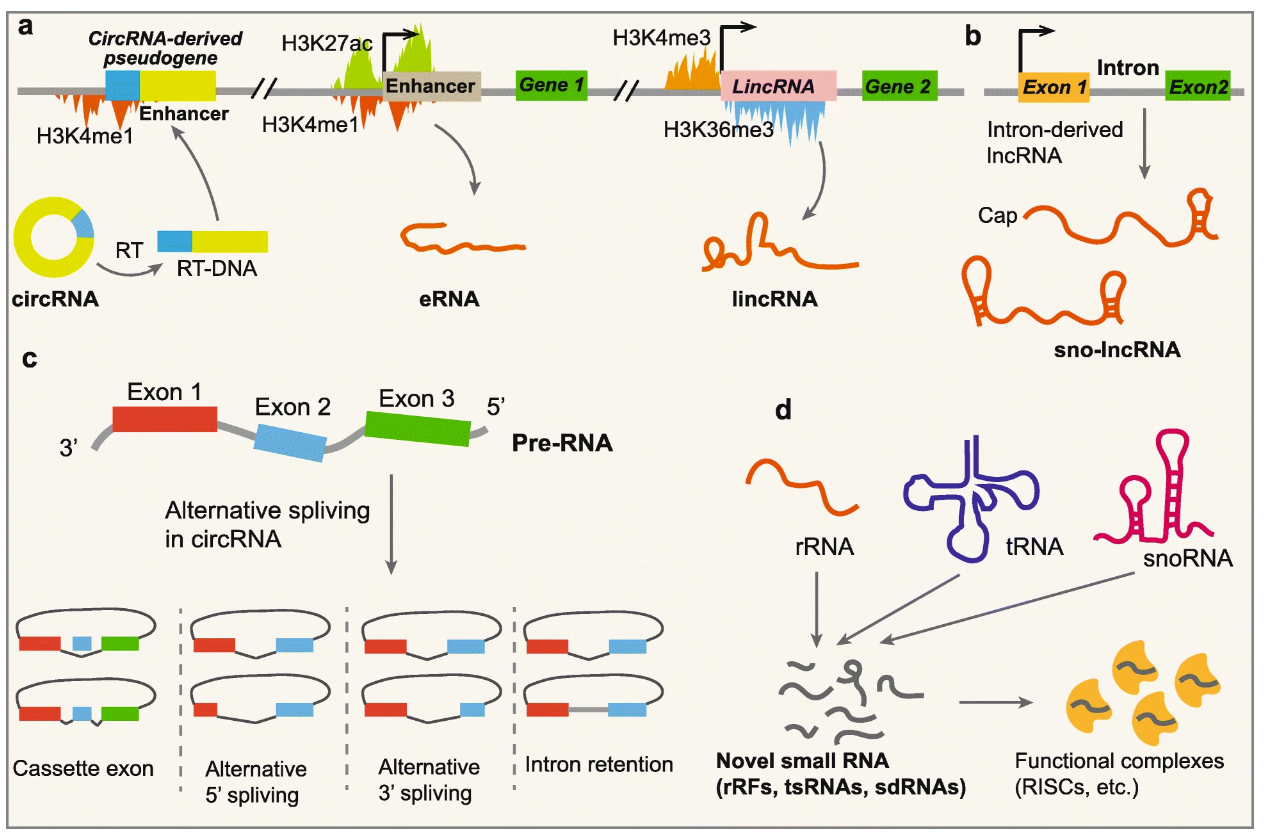 a
CircRNA-derived
pseudogene
H3K4me1
Enhancer
circRNA
RT
RT-DNA
H3K27ac
Enhancer
H3K4me1
Gene 1
eRNA
H3K4me3
LincRNA
H3K36me3
Gene 2
lincRNA
b
Exon 1
Intron
Exon2
Intron-derived
lncRNA
Cap
sno-lncRNA
c
Exon 1
Exon 2
Exon 3
3’
5’
Pre-RNA
Alternative spliving
in circRNA
Cassette exon
Alternative
5’ spliving
Alternative
3’ spliving
Intron retention
d
rRNA
tRNA
snoRNA
Novel small RNA
(rRFs, tsRNAs, sdRNAs)
Functional complexes
(RISCs, etc.)